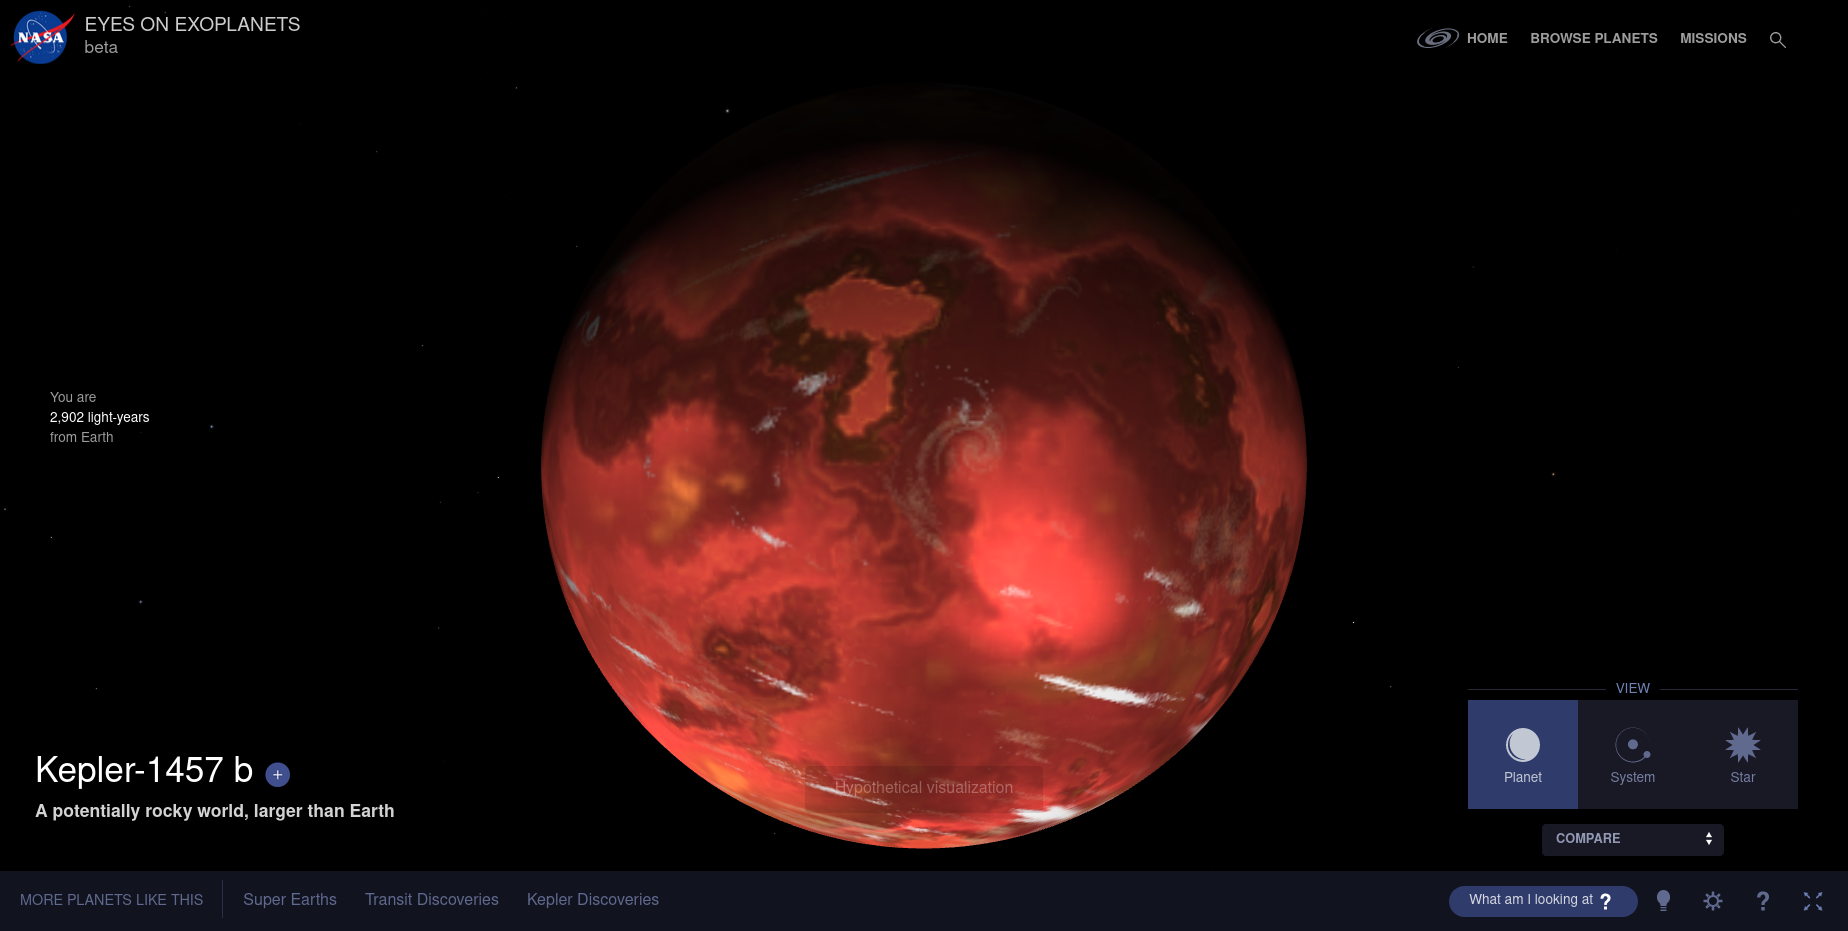 NASA
EYES ON EXOPLANETS
beta
HOME
BROWSE PLANETS
MISSIONS
You are
2,902 light-years
from Earth
Kepler-1457 b +
A potentially rocky world, larger than Earth
Hypothetical visualization
VIEW
Planet
System
Star
COMPARE
MORE PLANETS LIKE THIS
Super Earths
Transit Discoveries
Kepler Discoveries
What am I looking at ?
?